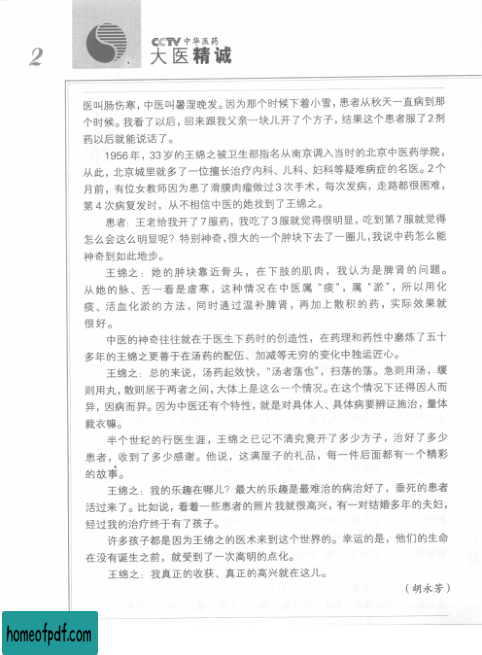 2
CCTV 中华医药
大医精诚
医叫肠伤寒，中医叫暑湿晚发。因为那个时候下着小雪，患者从秋天一直病到那
个时候。我看了以后，回来跟我父亲一块儿开了个方子，结果这个患者服了2剂
药以后就能说话了。
1956年，33岁的王绵之被卫生部指名从南京调入当时的北京中医药学院，
从此，北京城里就多了一位擅长治疗内科、儿科、妇科等疑难病症的名医。2个
月前，有位女教师因为患了滑膜肉瘤做过3次手术，每次发病，走路都很困难，
第4次病复发时，从不相信中医的她找到了王绵之。
患者：王老给我开了7服药，我吃了3服就觉得很明显，吃到第7服就觉得
怎么会这么明显呢？特别神奇，很大的一个肿块下去了一圈儿，我说中药怎么能
神奇到如此地步。
王绵之：她的肿块靠近骨头，在下肢的肌肉，我认为是脾肾的问题。
从她的脉、舌一看是虚寒，这种情况在中医属“痰”，属“淤”，所以用化
痰、活血化淤的方法，同时通过温补脾肾，再加上散积的药，实际效果就
很好。
中医的神奇往往就在于医生下药时的创造性，在药理和药性中磨炼了五十
多年的王绵之更善于在汤药的配伍、加减等无穷的变化中独运匠心。
王绵之：总的来说，汤药起效快，“汤者荡也”，扫荡的荡。急则用汤，缓
则用丸，散则居于两者之间，大体上是这么一个情况。在这个情况下还得因人而
异，因病而异。因为中医还有个特性，就是对具体人、具体病要辨证施治，量体
裁衣嘛。
半个世纪的行医生涯，王绵之已记不清究竟开了多少方子，治好了多少
患者，收到了多少感谢。他说，这满屋子的礼品，每一件后面都有一个精彩
的故事。
王绵之：我的乐趣在哪儿？最大的乐趣是最难治的病治好了，垂死的患者
活过来了。比如说，看着一些患者的照片我就很高兴，有一对结婚多年的夫妇，
经过我的治疗终于有了孩子。
许多孩子都是因为王绵之的医术来到这个世界的。幸运的是，他们的生命
在没有诞生之前，就受到了一次高明的点化。
王绵之：我真正的收获、真正的高兴就在这儿。
（胡永芳）
homeofpdf.com